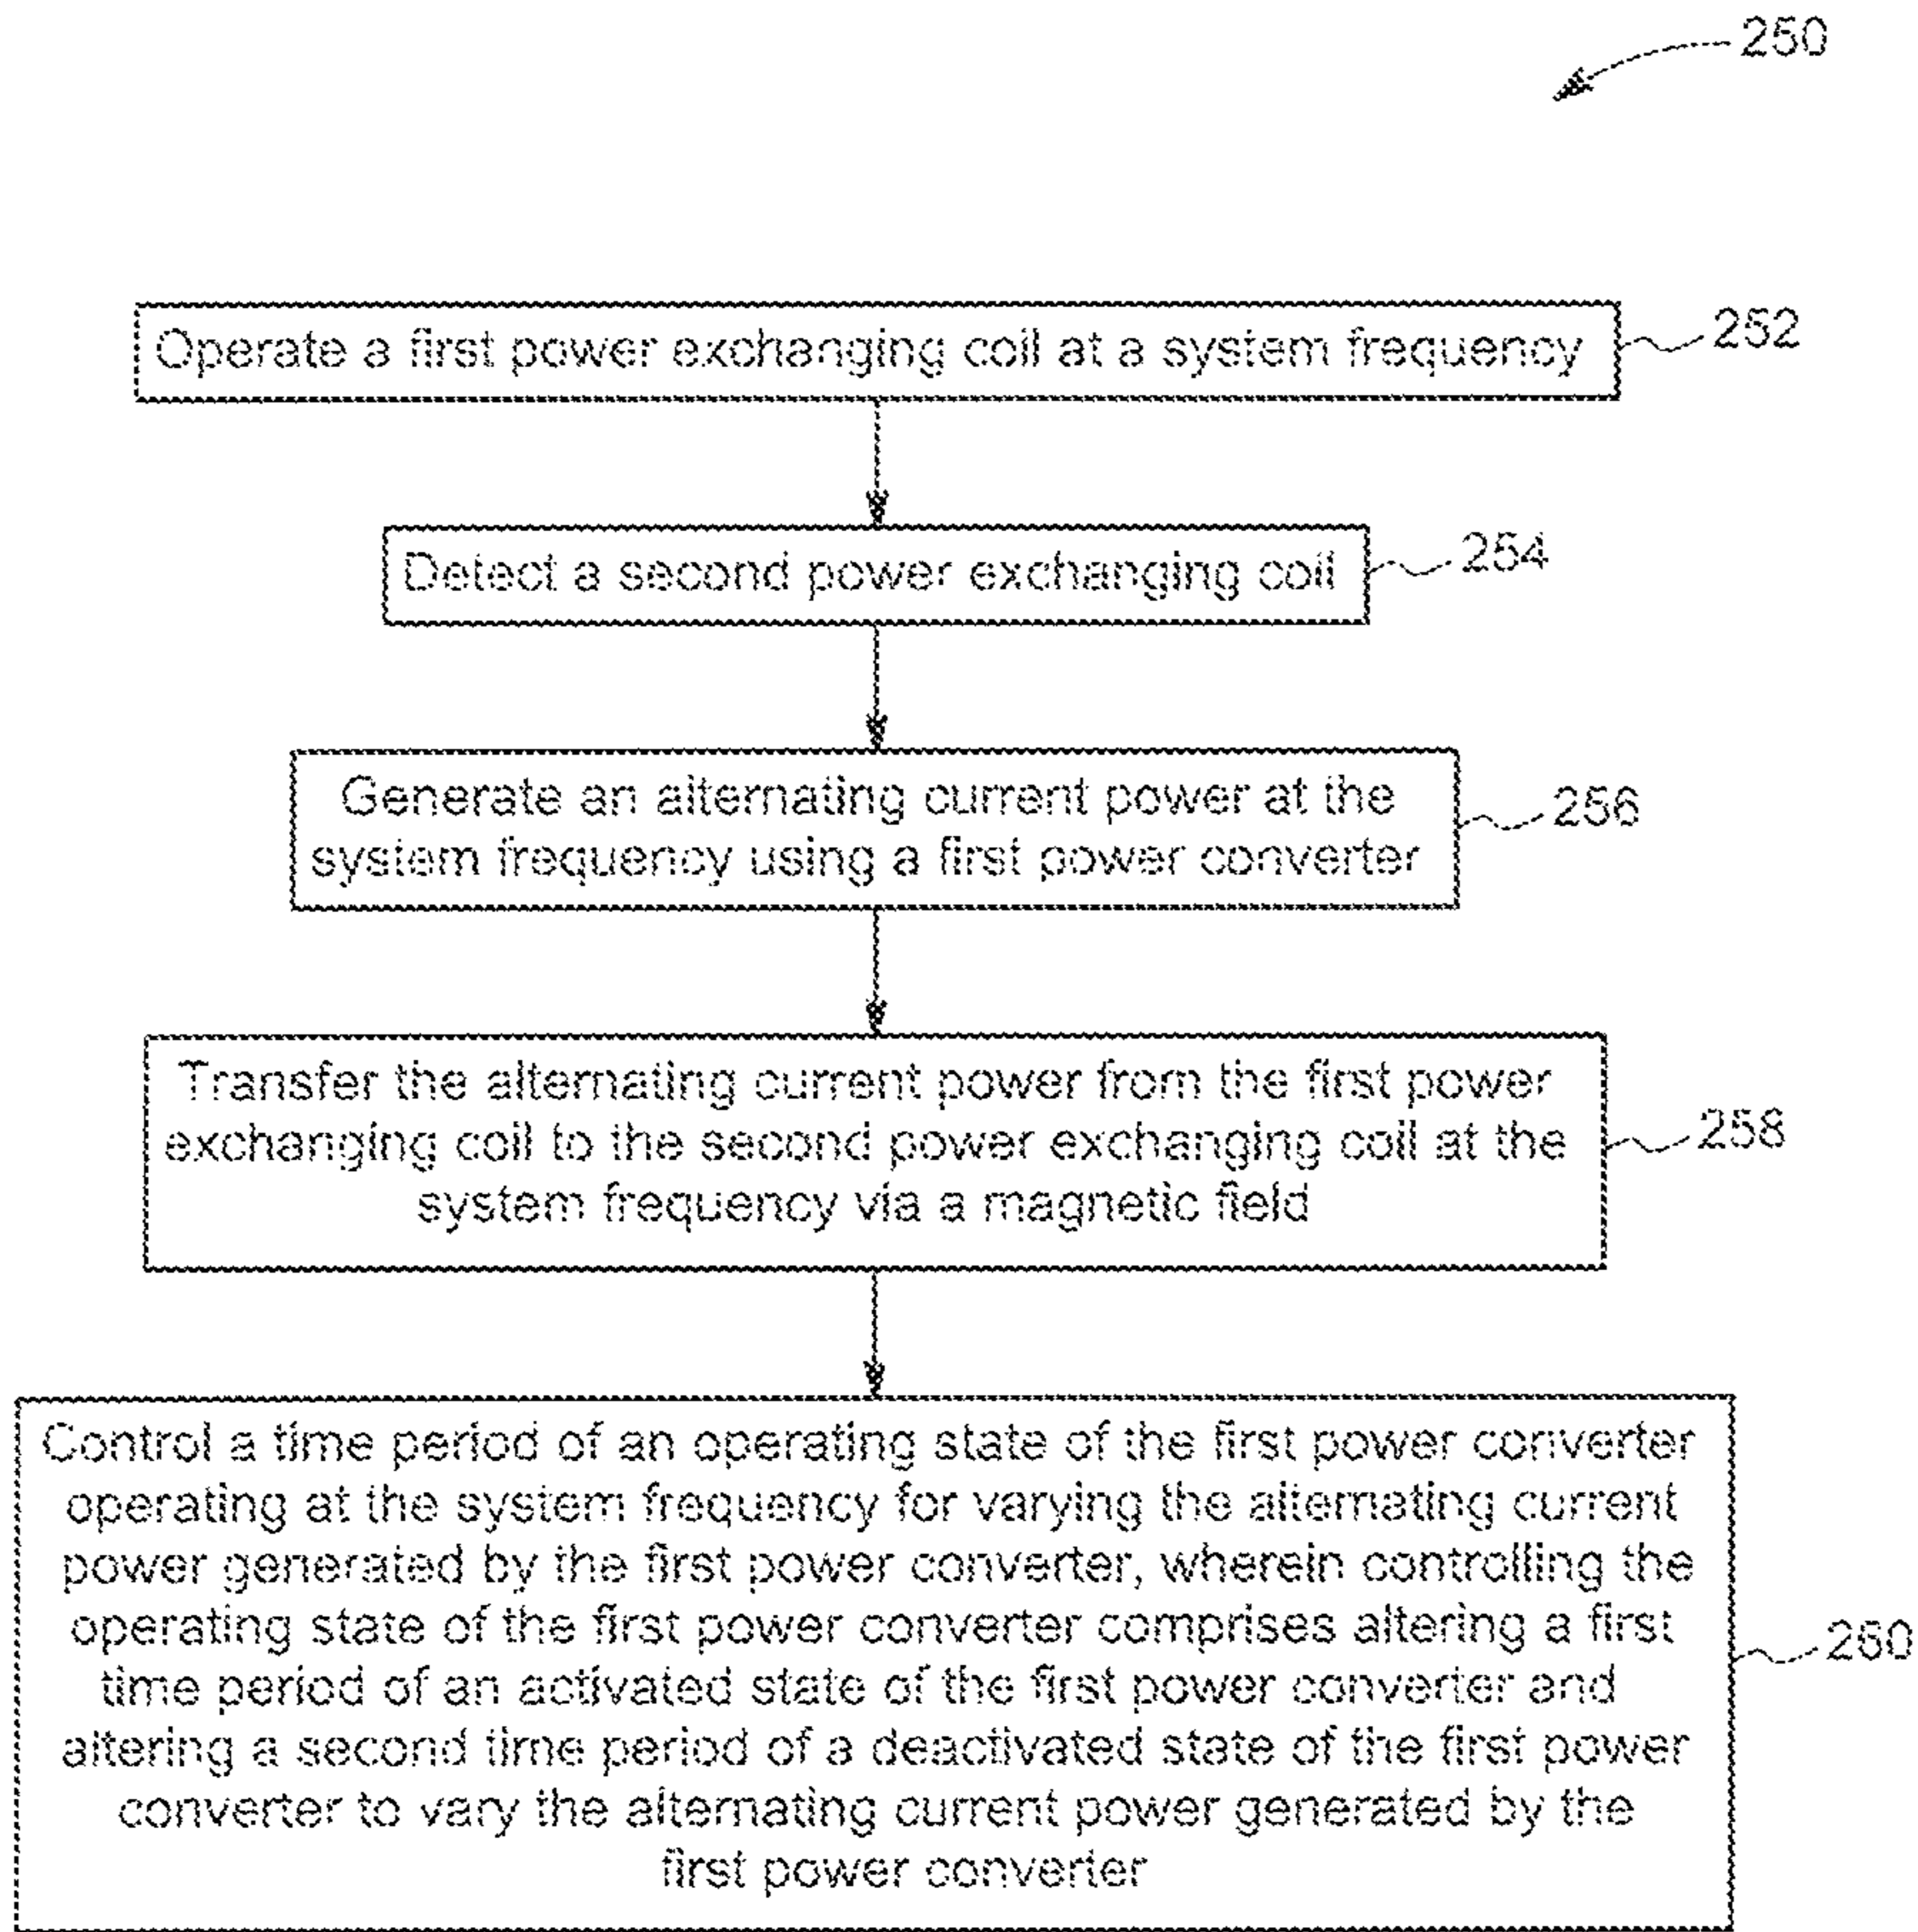 250
Operate a first power exchanging coil at a system frequency
252
Detect a second power exchanging coil
254
Generate an alternating current power at the
system frequency using a first power converter
256
Transfer the alternating current power from the first power
exchanging coil to the second power exchanging coil at the
system frequency via a magnetic field
258
Control a time period of an operating state of the first power converter
operating at the system frequency for varying the alternating current
power generated by the first power converter, wherein controlling the
operating state of the first power converter comprises altering a first
time period of an activated state of the first power converter and
altering a second time period of a deactivated state of the first power
converter to vary the alternating current power generated by the
first power converter
260